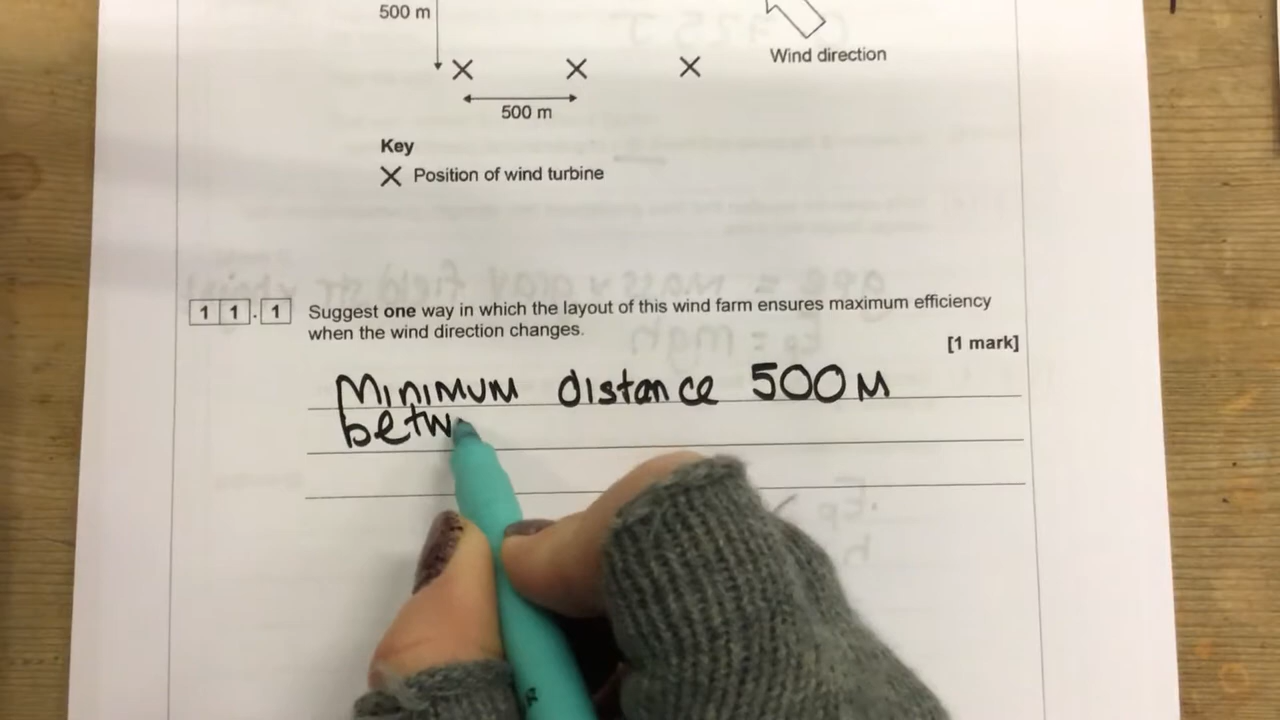 500 m
Wind direction
500 m
Key
Position of wind turbine
1 1 . 1 Suggest one way in which the layout of this wind farm ensures maximum efficiency
when the wind direction changes.
[1 mark]
Minimum distance 500m
betw